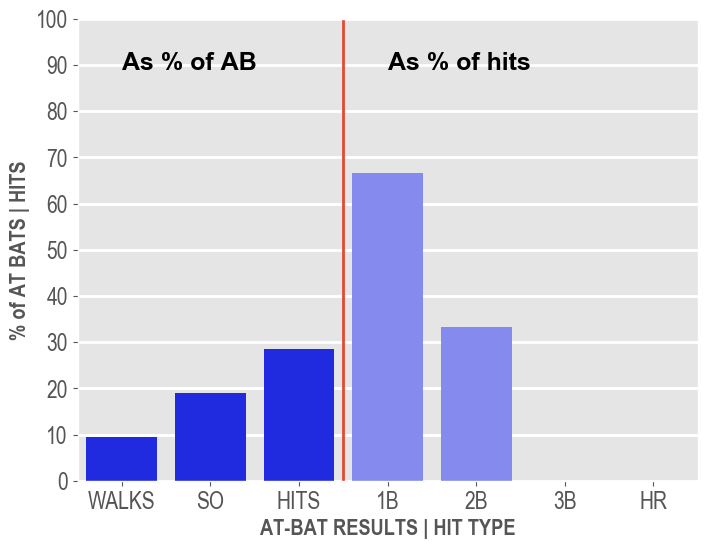 As % of AB
As % of hits
100
90
80
70
60
50
40
30
20
10
0
% of AT BATS | HITS
WALKS SO HITS 1B 2B 3B HR
AT-BAT RESULTS | HIT TYPE